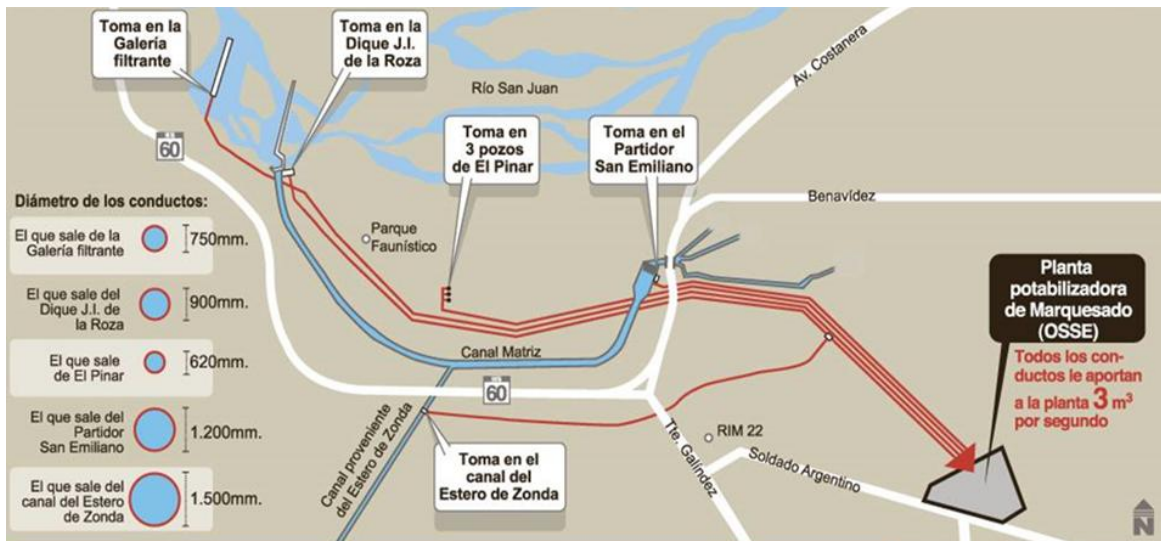 Toma en la
Galería
filtrante
Toma en la
Dique J.I.
de la Roza
Río San Juan
Av. Costanera
60
Toma en
3 pozos
de El Pinar
Toma en el
Partidor
San Emiliano
Benavídez
Diámetro de los conductos:
El que sale de la
Galería filtrante
750mm.
El que sale del
Dique J.I. de
la Roza
900mm.
El que sale
de El Pinar
620mm.
El que sale del
Partidor
San Emiliano
1.200mm.
El que sale del
canal del Estero
de Zonda
1.500mm.
Parque
Faunístico
Canal Matriz
60
Canal proveniente
del Estero de Zonda
Toma en el
canal del
Estero de Zonda
Tte. Galíndez
RIM 22
Soldado Argentino
Planta
potabilizadora
de Marquesado
(OSSE)
Todos los con-
ductos le aportan
a la planta 3 m³
por segundo
N